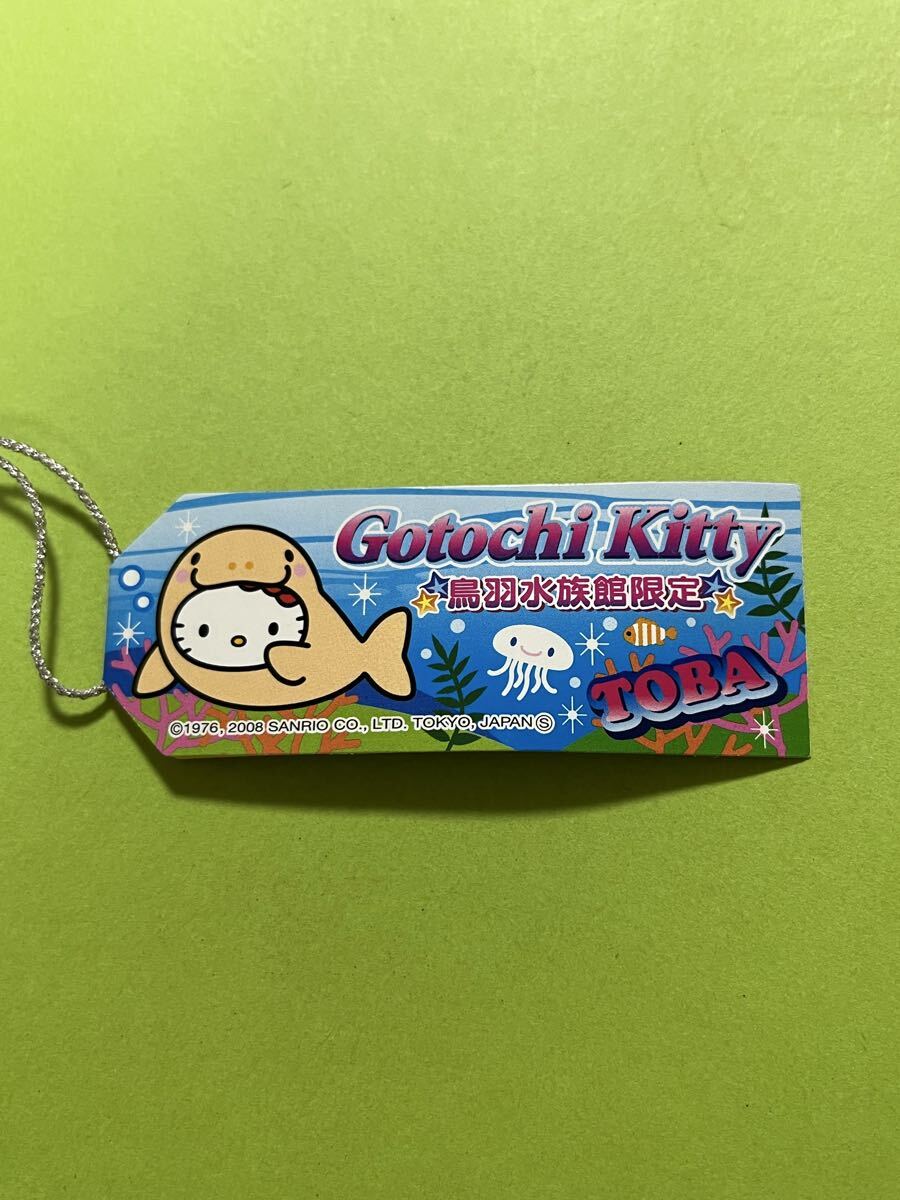 Gotochi Kitty
鳥羽水族館限定
TOBA
©1976, 2008 SANRIO CO., LTD. TOKYO, JAPAN Ⓢ